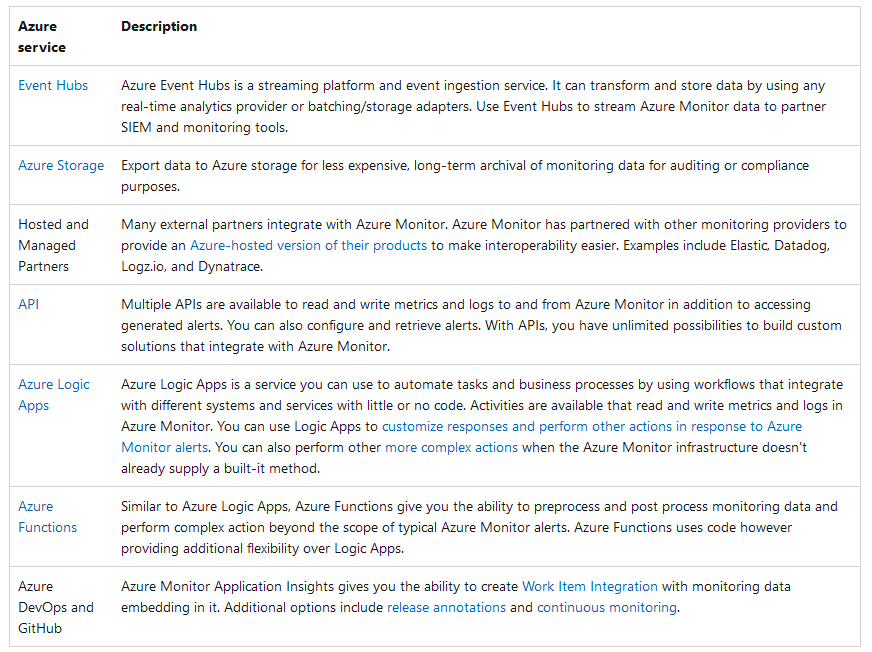 Azure service
Description
Event Hubs
Azure Event Hubs is a streaming platform and event ingestion service. It can transform and store data by using any
real-time analytics provider or batching/storage adapters. Use Event Hubs to stream Azure Monitor data to partner
SIEM and monitoring tools.
Azure Storage
Export data to Azure storage for less expensive, long-term archival of monitoring data for auditing or compliance
purposes.
Hosted and
Managed
Partners
Many external partners integrate with Azure Monitor. Azure Monitor has partnered with other monitoring providers to
provide an Azure-hosted version of their products to make interoperability easier. Examples include Elastic, Datadog,
Logz.io, and Dynatrace.
API
Multiple APIs are available to read and write metrics and logs to and from Azure Monitor in addition to accessing
generated alerts. You can also configure and retrieve alerts. With APIs, you have unlimited possibilities to build custom
solutions that integrate with Azure Monitor.
Azure Logic
Apps
Azure Logic Apps is a service you can use to automate tasks and business processes by using workflows that integrate
with different systems and services with little or no code. Activities are available that read and write metrics and logs in
Azure Monitor. You can use Logic Apps to customize responses and perform other actions in response to Azure
Monitor alerts. You can also perform other more complex actions when the Azure Monitor infrastructure doesn't
already supply a built-it method.
Azure
Functions
Similar to Azure Logic Apps, Azure Functions give you the ability to preprocess and post process monitoring data and
perform complex action beyond the scope of typical Azure Monitor alerts. Azure Functions uses code however
providing additional flexibility over Logic Apps.
Azure
DevOps and
GitHub
Azure Monitor Application Insights gives you the ability to create Work Item Integration with monitoring data
embedding in it. Additional options include release annotations and continuous monitoring.